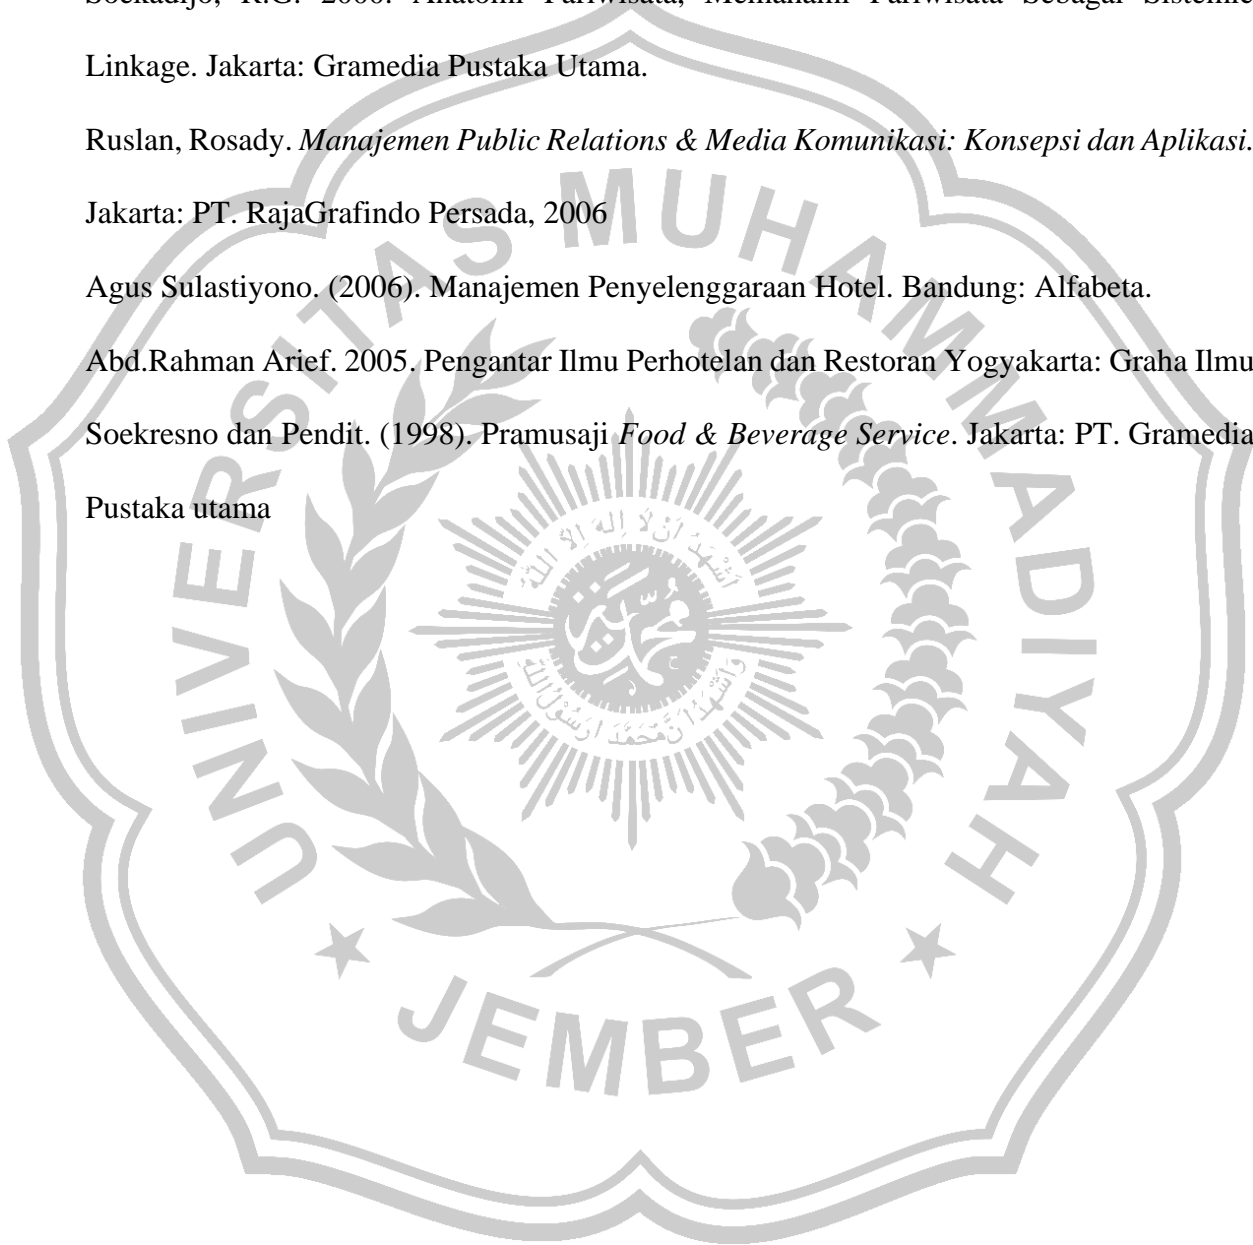 Soekadijo, R.G. 2000. Anatomi Pariwisata, Memahami Pariwisata Sebagai Sistemic
Linkage. Jakarta: Gramedia Pustaka Utama.
Ruslan, Rosady. Manajemen Public Relations & Media Komunikasi: Konsepsi dan Aplikasi.
Jakarta: PT. RajaGrafindo Persada, 2006
Agus Sulastiyono. (2006). Manajemen Penyelenggaraan Hotel. Bandung: Alfabeta.
Abd.Rahman Arief. 2005. Pengantar Ilmu Perhotelan dan Restoran Yogyakarta: Graha Ilmu
Soekresno dan Pendit. (1998). Pramusaji Food & Beverage Service. Jakarta: PT. Gramedia
Pustaka utama
UNIVERSITAS MUHAMMADIYAH
JEMBER